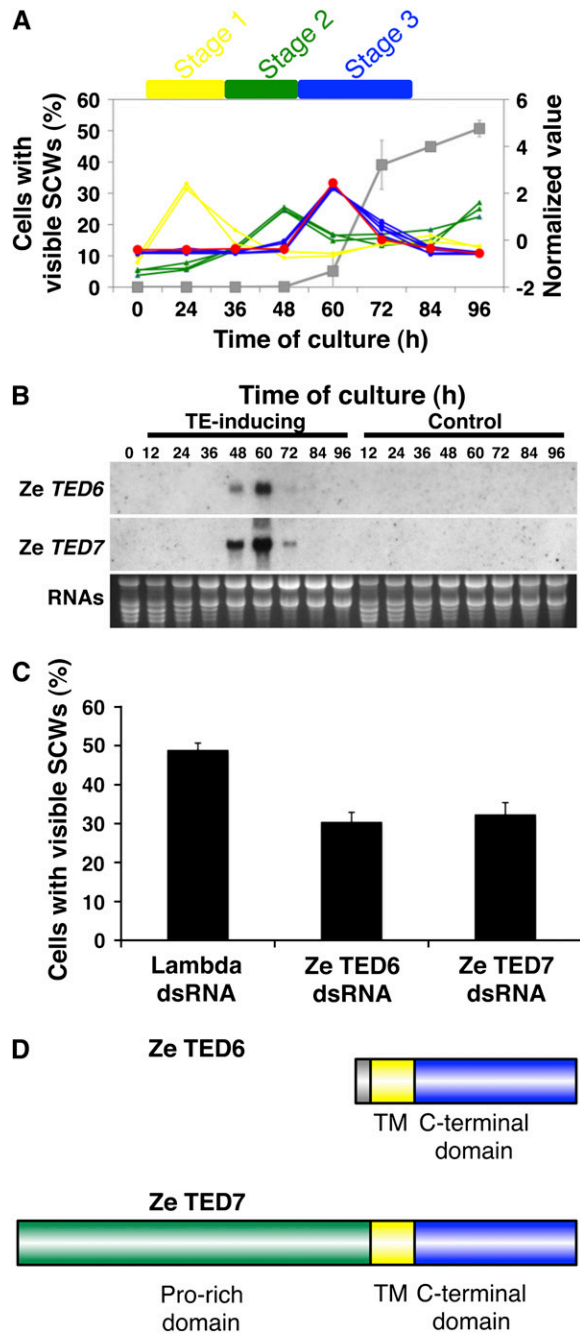 A
Stage 1
Stage 2
Stage 3
60
50
40
30
20
10
0
Cells with
visible SCWs (%)
6
4
2
0
-2
Normalized value
0 24 36 48 60 72 84 96
Time of culture (h)
B
Time of culture (h)
TE-inducing Control
0 12 24 36 48 60 72 84 96 12 24 36 48 60 72 84 96
Ze TED6
Ze TED7
RNAs
C
Cells with visible SCWs (%)
60
50
40
30
20
10
0
Lambda
dsRNA
Ze TED6
dsRNA
Ze TED7
dsRNA
D
Ze TED6
TM C-terminal
domain
Ze TED7
Pro-rich
domain
TM C-terminal
domain